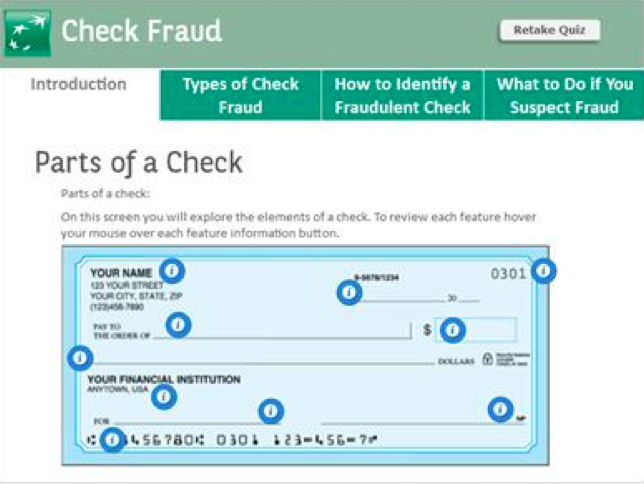 Check Fraud
Retake Quiz
Introduction
Types of Check
Fraud
How to Identify a
Fraudulent Check
What to Do if You
Suspect Fraud
Parts of a Check
Parts of a check:
On this screen you will explore the elements of a check. To review each feature hover
your mouse over each feature information button.
YOUR NAME
123 YOUR STREET
YOUR CITY, STATE, ZIP
(123)456-7890
9-5678/1234
0301
20
PAY TO
THE ORDER OF
$
DOLLARS
YOUR FINANCIAL INSTITUTION
ANYTOWN, USA
FOR
MP
456780 0301 123 456 7